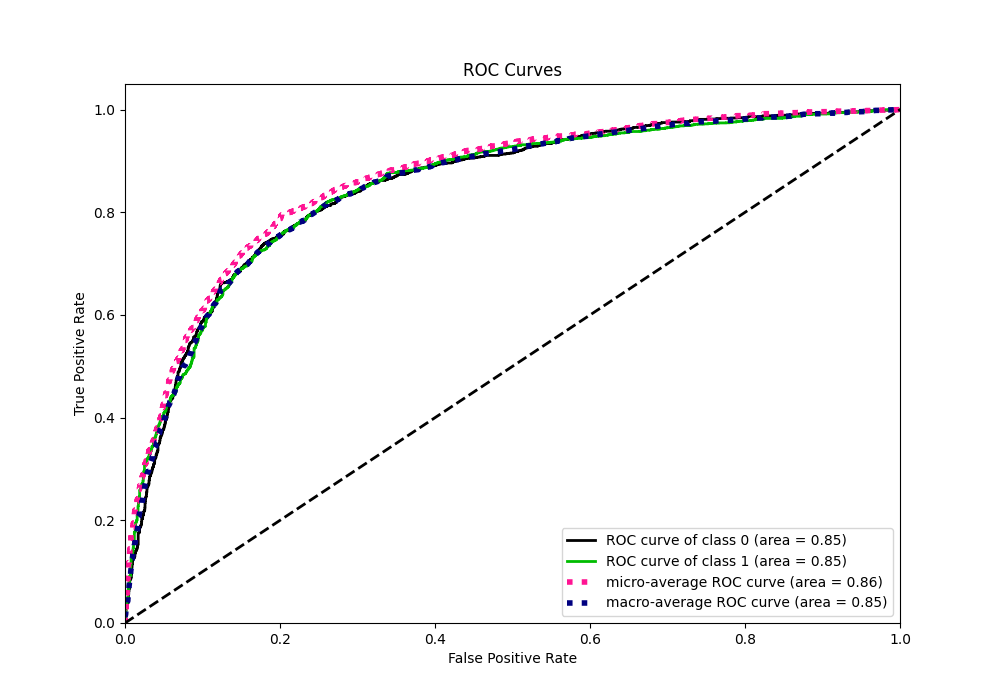 ROC Curves
1.0
0.8
0.6
0.4
0.2
0.0
True Positive Rate
0.0 0.2 0.4 0.6 0.8 1.0
False Positive Rate
ROC curve of class 0 (area = 0.85)
ROC curve of class 1 (area = 0.85)
micro-average ROC curve (area = 0.86)
macro-average ROC curve (area = 0.85)